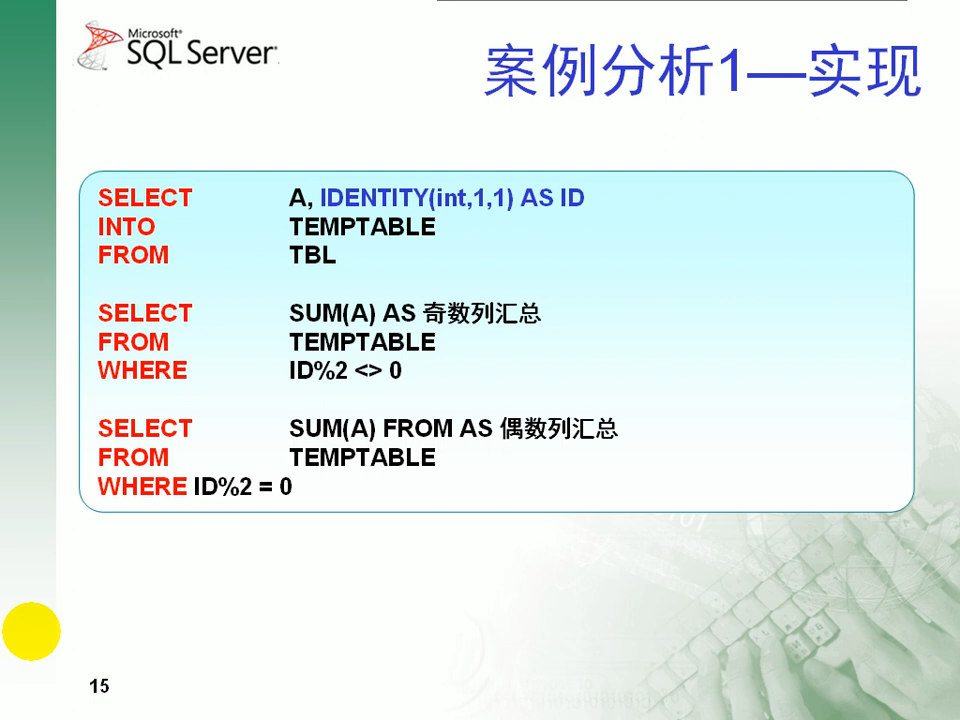 Microsoft®
SQL Server
案例分析1—实现
SELECT A, IDENTITY(int,1,1) AS ID
INTO TEMPTABLE
FROM TBL
SELECT SUM(A) AS 奇数列汇总
FROM TEMPTABLE
WHERE ID%2 <> 0
SELECT SUM(A) FROM AS 偶数列汇总
FROM TEMPTABLE
WHERE ID%2 = 0
15